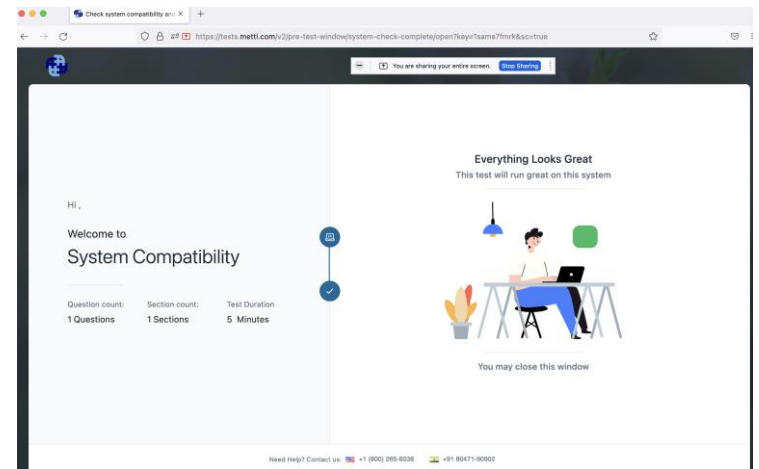 Check system compatibility and
https://tests.mettl.com/v2/pre-test-window/system-check-complete/open?key=1same7fmrk&sc=true
You are sharing your entire screen. Stop Sharing
Everything Looks Great
This test will run great on this system
Hi ,
Welcome to
System Compatibility
Question count: Section count: Test Duration
1 Questions 1 Sections 5 Minutes
You may close this window
Need Help? Contact us: +1 (800) 265-6038 +91 80471-90902